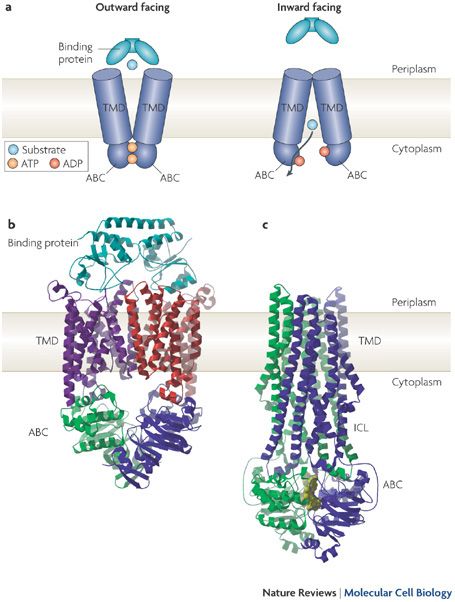 a
Outward facing
Inward facing
Binding
protein
Periplasm
TMD
TMD
TMD
TMD
Substrate
ATP
ADP
Cytoplasm
ABC
ABC
ABC
ABC
b
c
Binding protein
Periplasm
TMD
TMD
Cytoplasm
ICL
ABC
ABC
Nature Reviews | Molecular Cell Biology